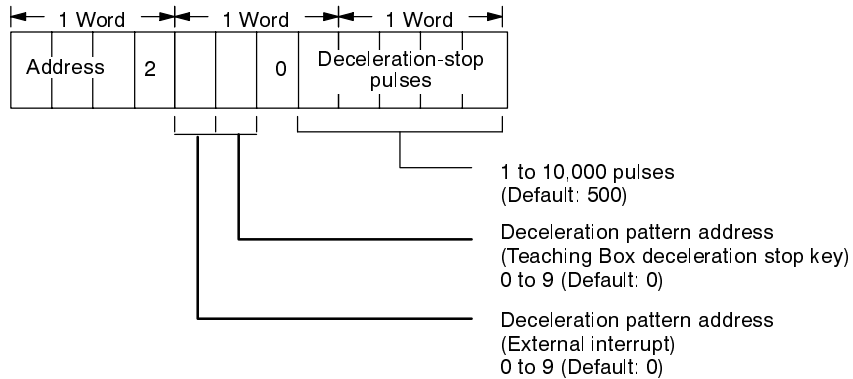 1 Word 1 Word 1 Word
Address 2 0 Deceleration-stop
pulses
1 to 10,000 pulses
(Default: 500)
Deceleration pattern address
(Teaching Box deceleration stop key)
0 to 9 (Default: 0)
Deceleration pattern address
(External interrupt)
0 to 9 (Default: 0)